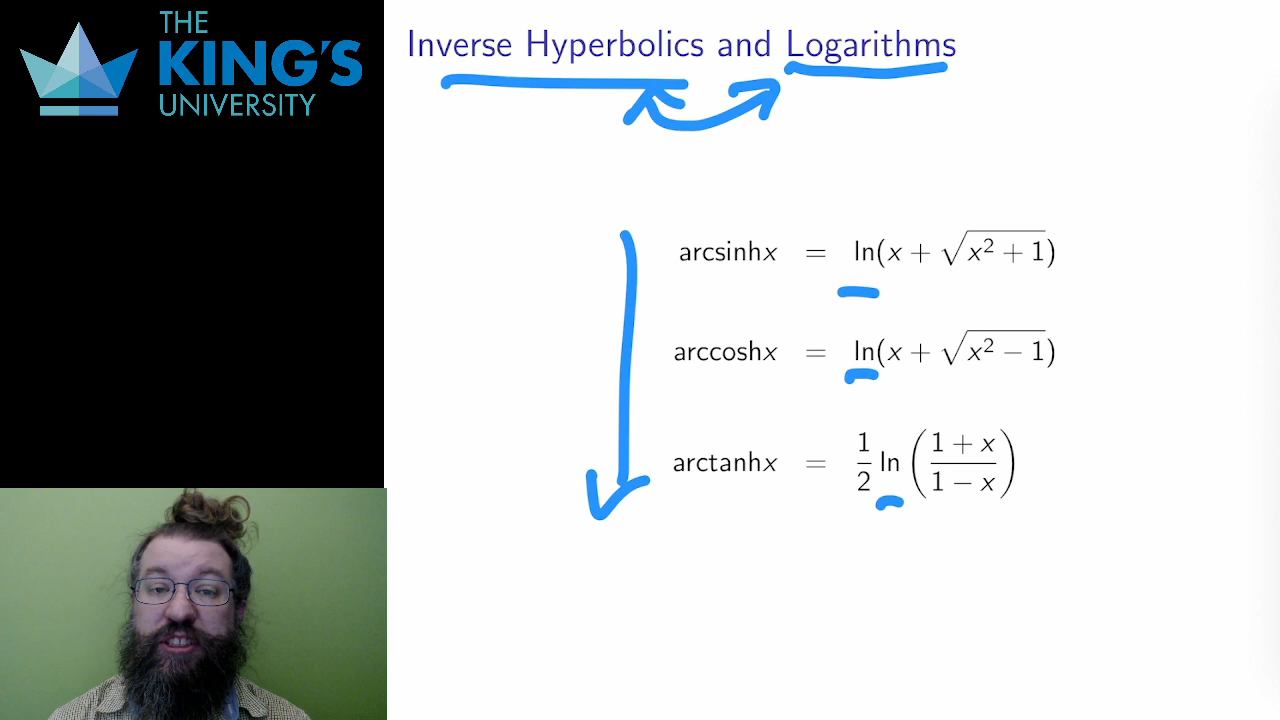 THE
KING'S
UNIVERSITY
Inverse Hyperbolics and Logarithms
arcsinhx = ln(x + √(x² + 1))
arccoshx = ln(x + √(x² − 1))
arctanhx = 1/2 ln((1 + x)/(1 − x))